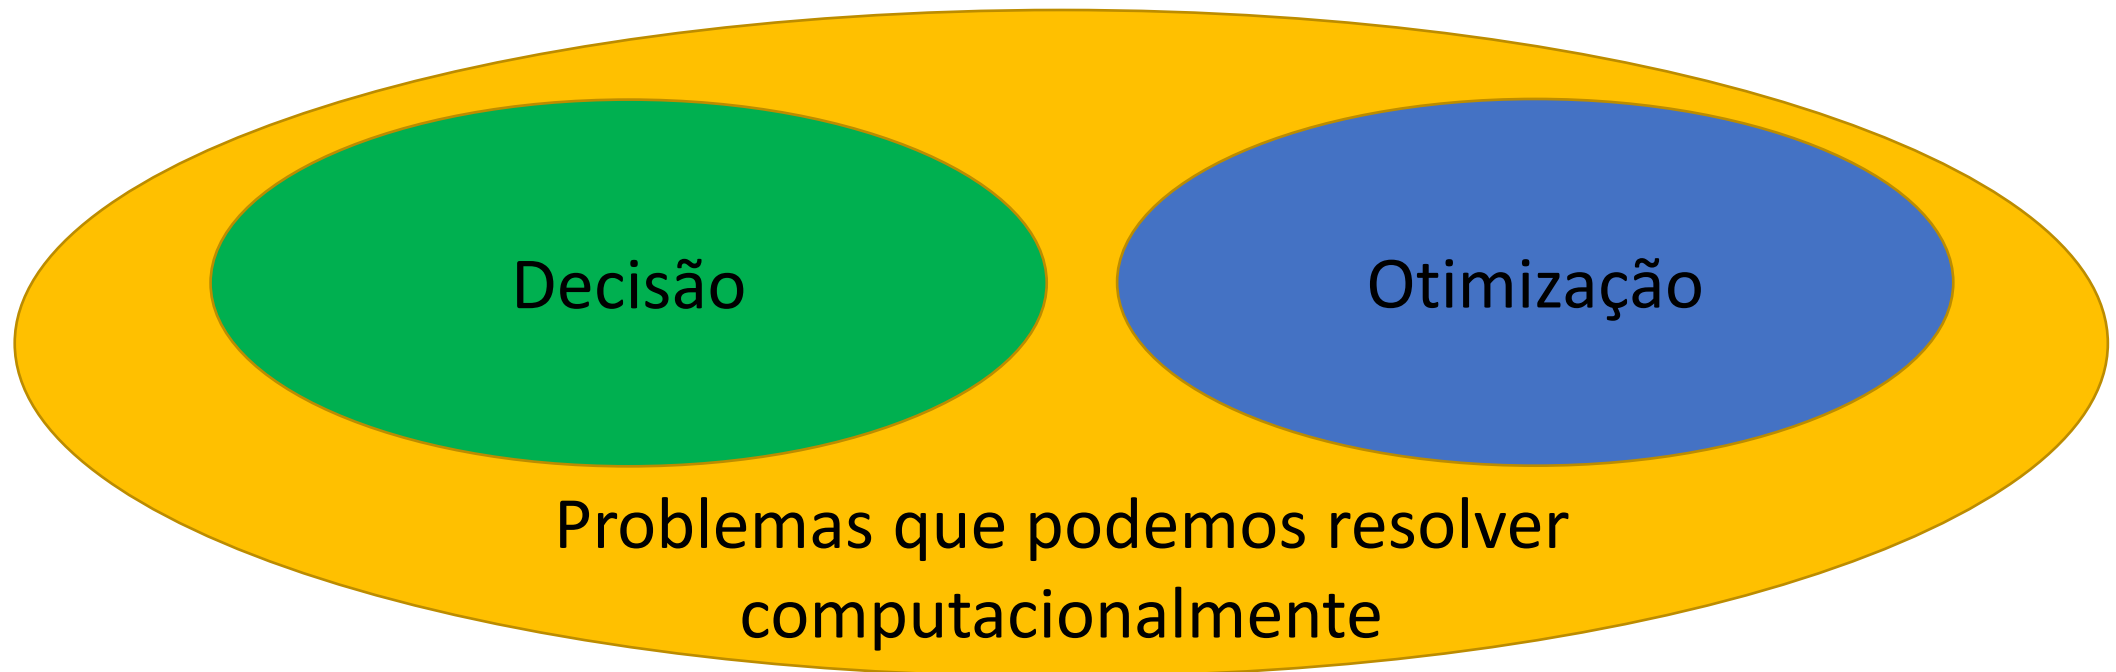 Decisão
Otimização
Problemas que podemos resolver
computacionalmente